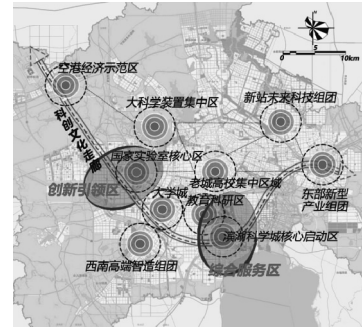 N
0 5 10km
空港经济示范区
大科学装置集中区
新站未来科技组团
科创文化走廊
国家实验室核心区
创新引领区
老城高校集中区域
东部新型
产业组团
大学城
教育科研区
滨湖科学城核心启动区
西南高端智造组团
综合服务区